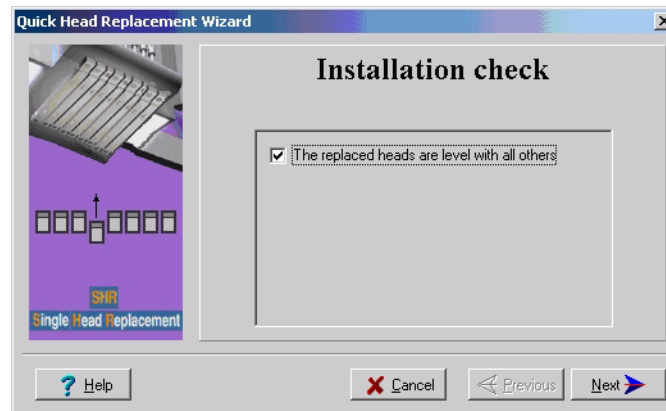 Quick Head Replacement Wizard
Installation check
The replaced heads are level with all others
SHR
Single Head Replacement
Help
Cancel
Previous
Next